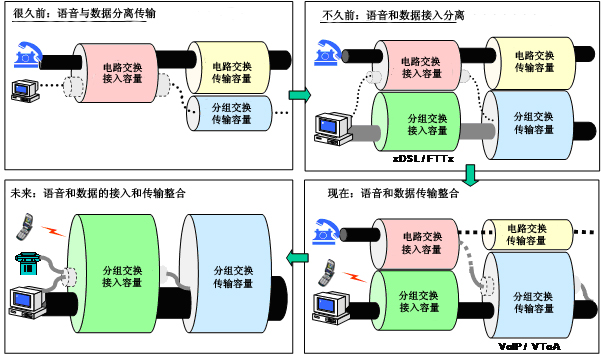 很久前：语音与数据分离传输
电路交换
接入容量
电路交换
传输容量
分组交换
传输容量
不久前：语音和数据接入分离
电路交换
接入容量
电路交换
传输容量
分组交换
接入容量
分组交换
传输容量
xDSL/FTTx
未来：语音和数据的接入和传输整合
分组交换
接入容量
分组交换
传输容量
现在：语音和数据传输整合
电路交换
接入容量
电路交换
传输容量
分组交换
接入容量
分组交换
传输容量
VoIP/ VToA